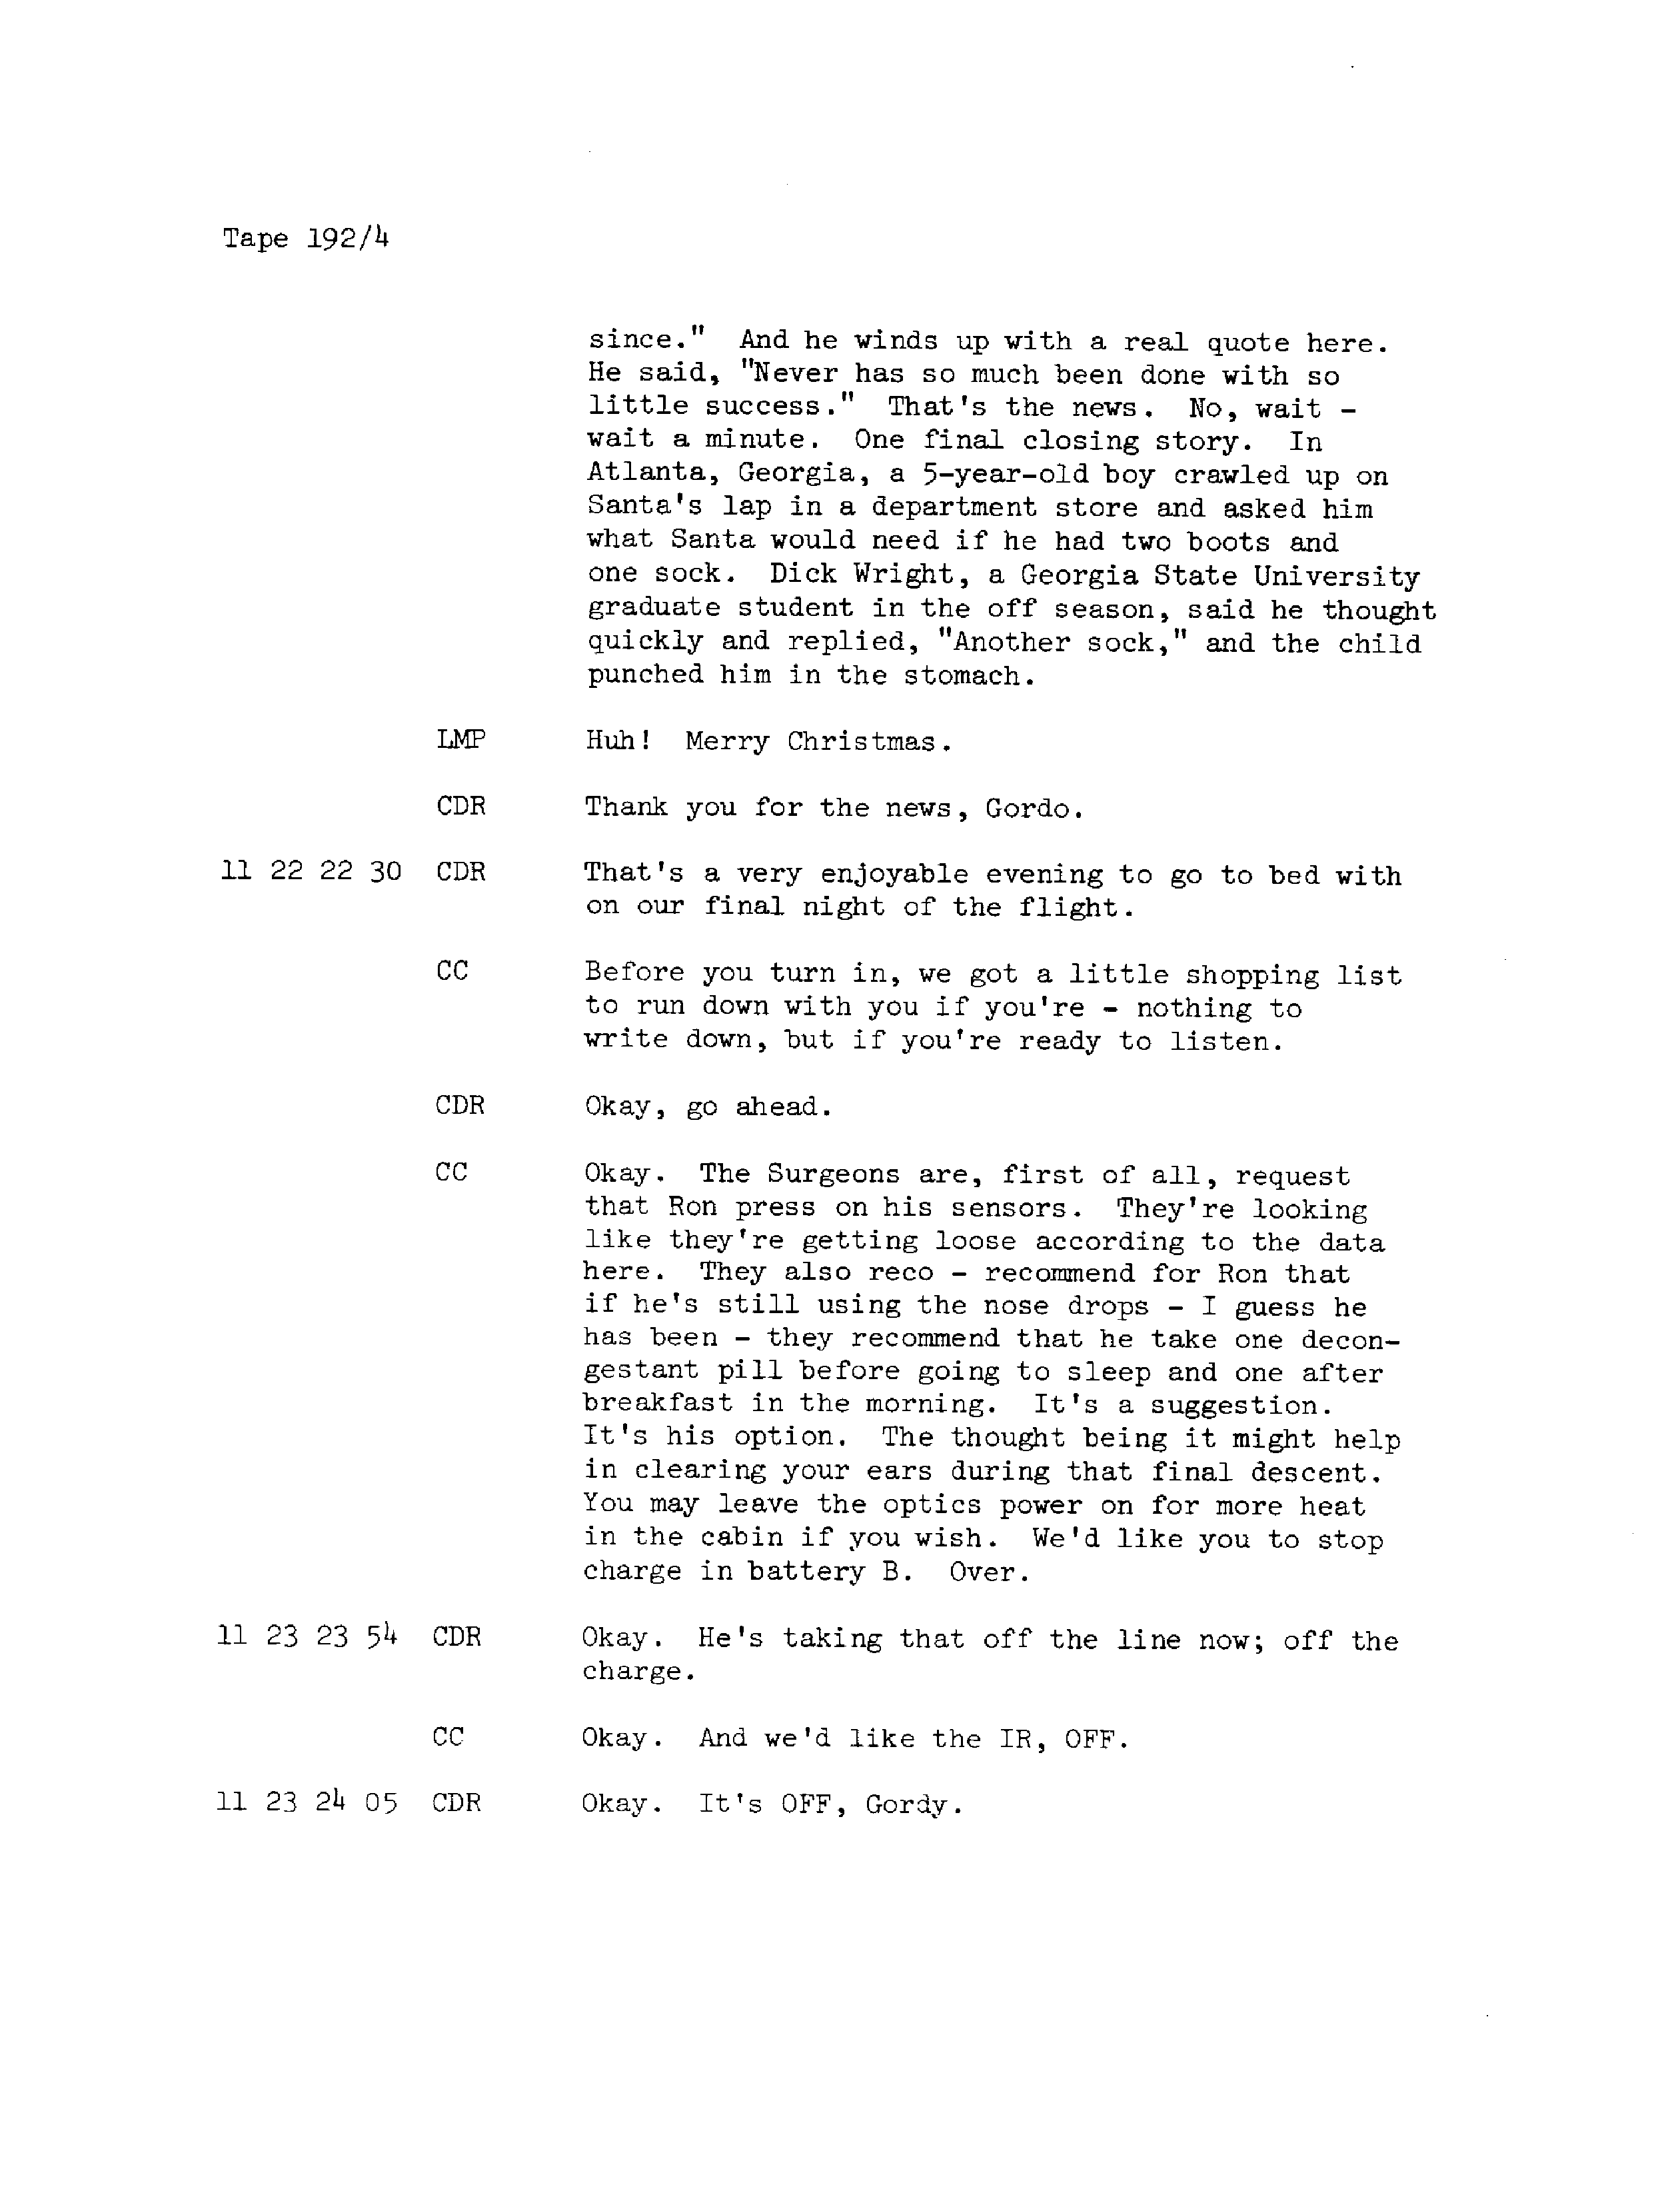 Tape 192/4
since." And he winds up with a real quote here.
He said, "Never has so much been done with so
little success." That's the news. No, wait -
wait a minute. One final closing story. In
Atlanta, Georgia, a 5-year-old boy crawled up on
Santa's lap in a department store and asked him
what Santa would need if he had two boots and
one sock. Dick Wright, a Georgia State University
graduate student in the off season, said he thought
quickly and replied, "Another sock," and the child
punched him in the stomach.
LMP Huh! Merry Christmas.
CDR Thank you for the news, Gordo.
11 22 22 30 CDR That's a very enjoyable evening to go to bed with
on our final night of the flight.
CC Before you turn in, we got a little shopping list
to run down with you if you're - nothing to
write down, but if you're ready to listen.
CDR Okay, go ahead.
CC Okay. The Surgeons are, first of all, request
that Ron press on his sensors. They're looking
like they're getting loose according to the data
here. They also reco - recommend for Ron that
if he's still using the nose drops - I guess he
has been - they recommend that he take one decon-
gestant pill before going to sleep and one after
breakfast in the morning. It's a suggestion.
It's his option. The thought being it might help
in clearing your ears during that final descent.
You may leave the optics power on for more heat
in the cabin if you wish. We'd like you to stop
charge in battery B. Over.
11 23 23 54 CDR Okay. He's taking that off the line now; off the
charge.
CC Okay. And we'd like the IR, OFF.
11 23 24 05 CDR Okay. It's OFF, Gordy.